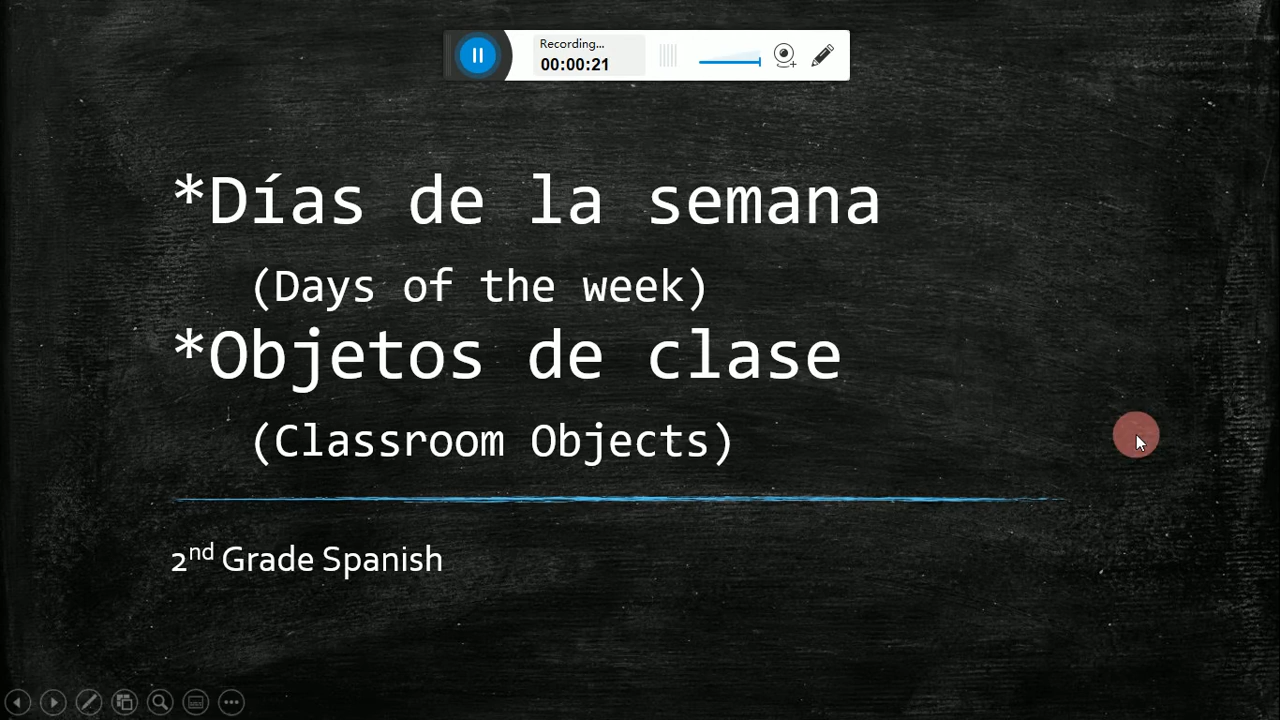 Recording...
00:00:21
*Días de la semana
(Days of the week)
*Objetos de clase
(Classroom Objects)
2nd Grade Spanish